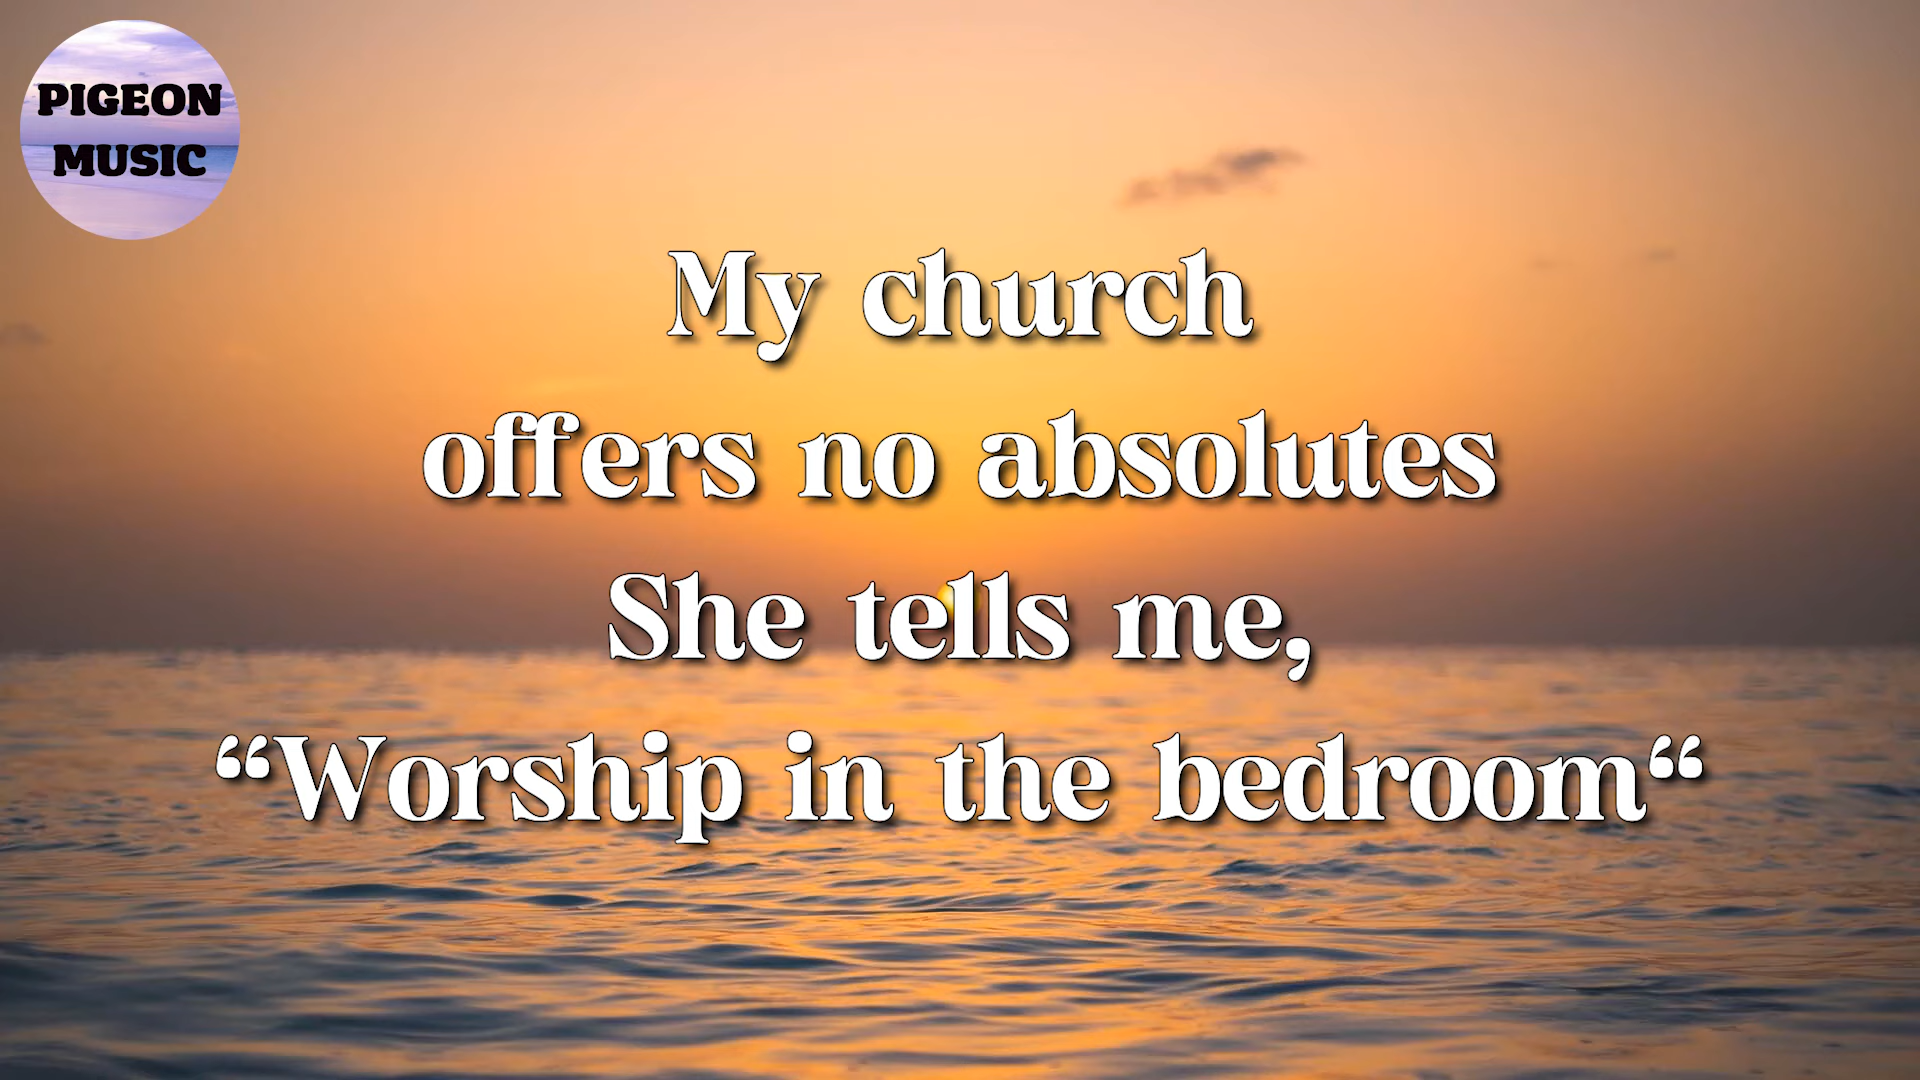 PIGEON
MUSIC
My church
offers no absolutes
She tells me,
“Worship in the bedroom“